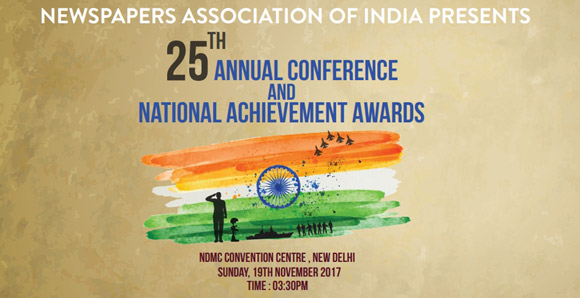 NEWSPAPERS ASSOCIATION OF INDIA PRESENTS
25TH ANNUAL CONFERENCE
AND
NATIONAL ACHIEVEMENT AWARDS
NDMC CONVENTION CENTRE , NEW DELHI
SUNDAY, 19TH NOVEMBER 2017
TIME : 03:30PM